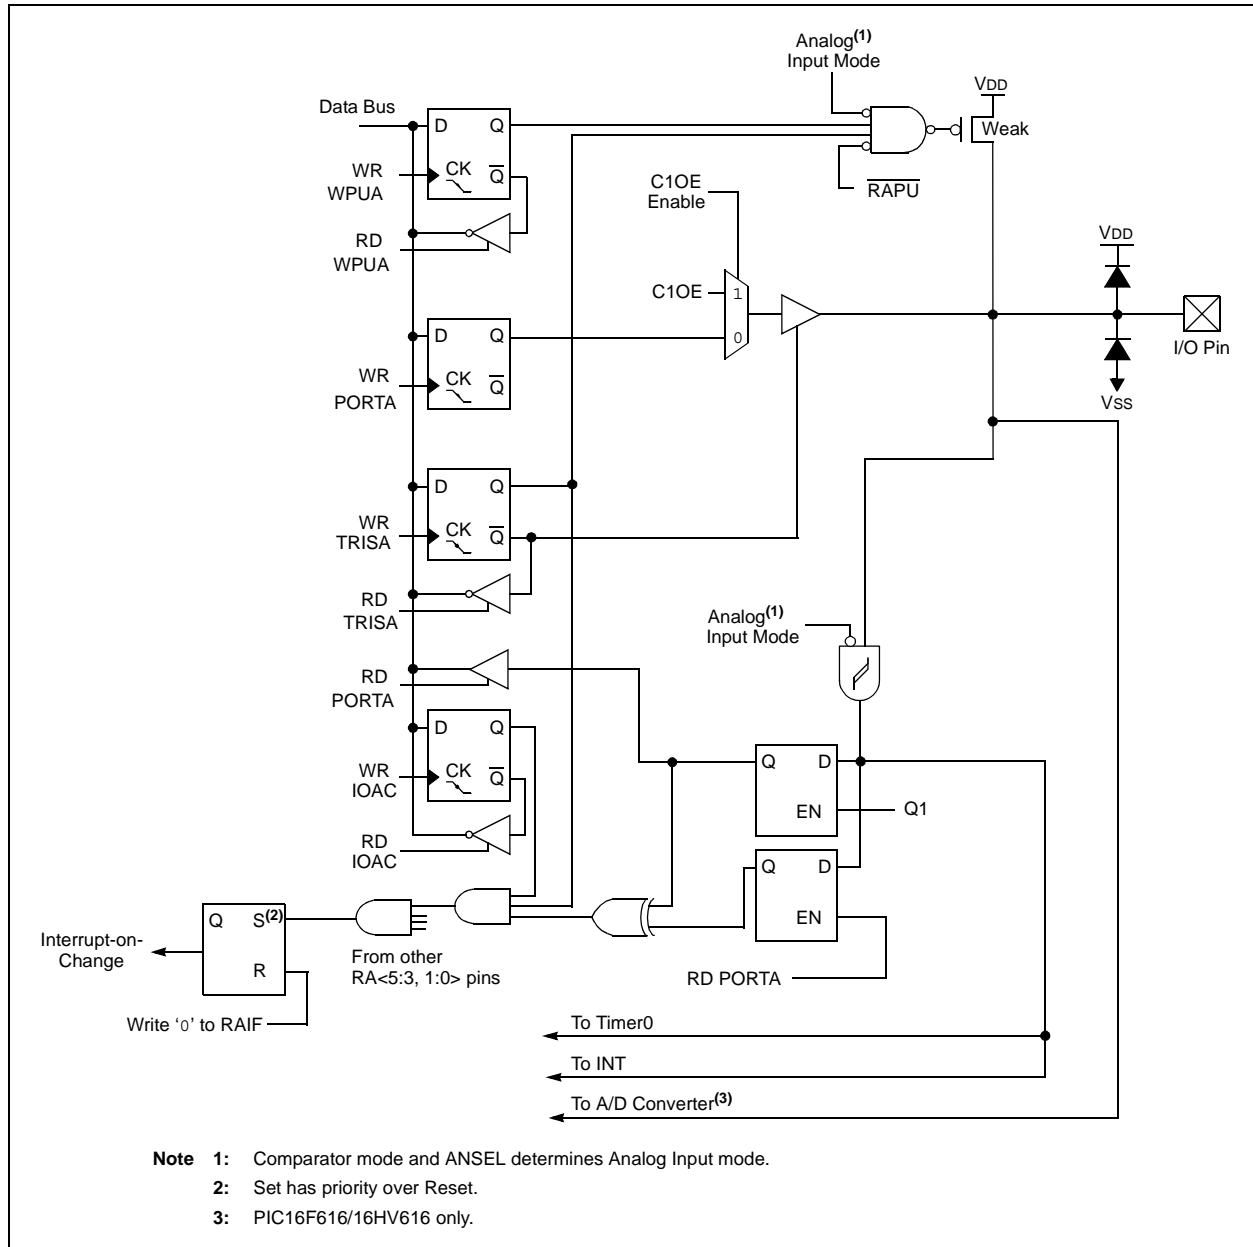 Analog(1)
Input Mode
VDD
Data Bus
D Q
Weak
WR
WPUA
CK Q
RAPU
C1OE
Enable
RD
WPUA
VDD
C1OE
1
0
D Q
I/O Pin
WR
PORTA
CK Q
VSS
D Q
WR
TRISA
CK Q
RD
TRISA
Analog(1)
Input Mode
RD
PORTA
D Q
Q D
WR
IOAC
CK Q
EN
Q1
RD
IOAC
Q D
EN
Q S(2)
R
Interrupt-on-
Change
From other
RA<5:3, 1:0> pins
RD PORTA
Write ‘0’ to RAIF
To Timer0
To INT
To A/D Converter(3)
Note 1: Comparator mode and ANSEL determines Analog Input mode.
2: Set has priority over Reset.
3: PIC16F616/16HV616 only.